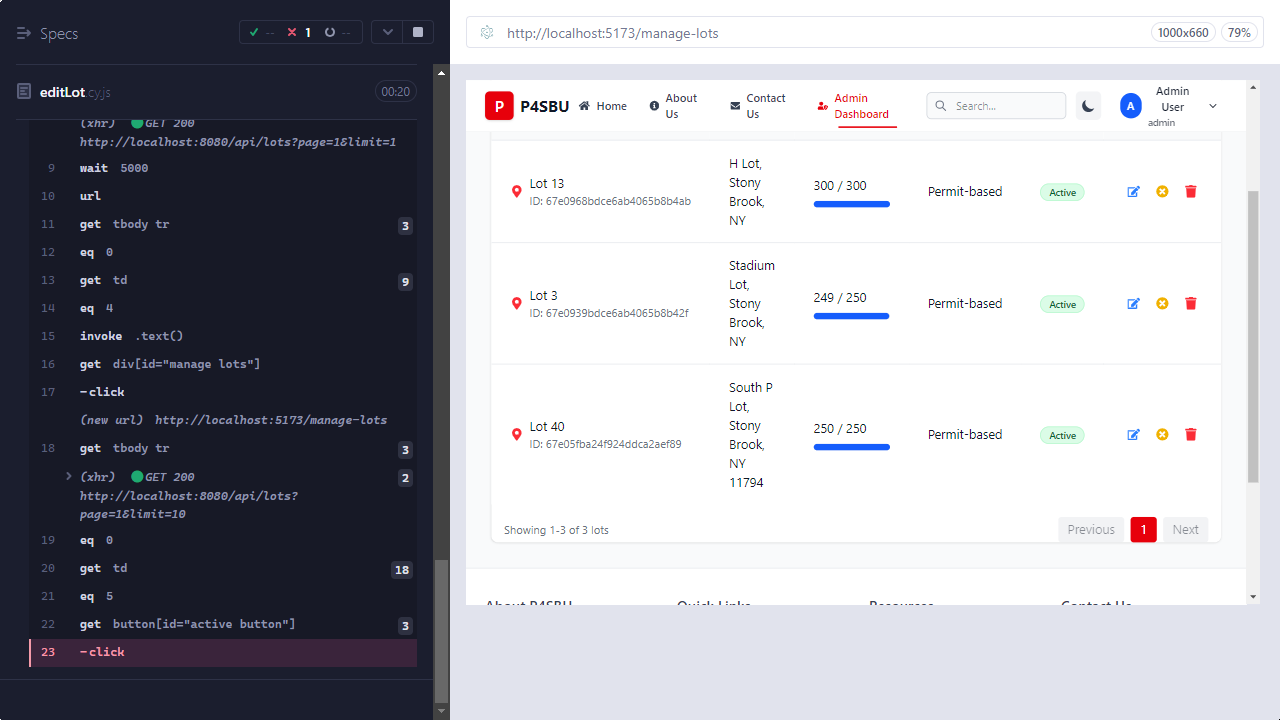 Specs
-- 1 --
editLot.cy.js
00:20
(xhr) GET 200
http://localhost:8080/api/lots?page=1&limit=1
9 wait 5000
10 url
11 get tbody tr 3
12 eq 0
13 get td 9
14 eq 4
15 invoke .text()
16 get div[id="manage lots"]
17 -click
(new url) http://localhost:5173/manage-lots
18 get tbody tr 3
(xhr) GET 200 2
http://localhost:8080/api/lots?
page=1&limit=10
19 eq 0
20 get td 18
21 eq 5
22 get button[id="active button"] 3
23 -click
http://localhost:5173/manage-lots
1000x660
79%
P P4SBU
Home
About
Us
Contact
Us
Admin
Dashboard
Search...
A
Admin
User
admin
Lot 13
ID: 67e0968bdce6ab4065b8b4ab
H Lot,
Stony
Brook,
NY
300 / 300
Permit-based
Active
Lot 3
ID: 67e0939bdce6ab4065b8b42f
Stadium
Lot,
Stony
Brook,
NY
249 / 250
Permit-based
Active
Lot 40
ID: 67e05fba24f924ddca2aef89
South P
Lot,
Stony
Brook,
NY
11794
250 / 250
Permit-based
Active
Showing 1-3 of 3 lots
Previous 1 Next
About P4SBU
Quick Links
Resources
Contact Us